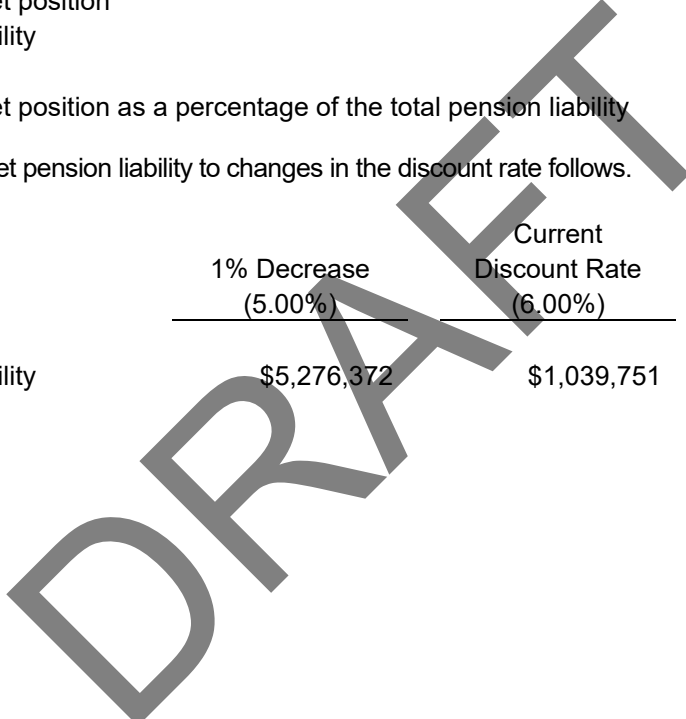 et position
ility
et position as a percentage of the total pension liability
et pension liability to changes in the discount rate follows.
Current
1% Decrease Discount Rate
(5.00%) (6.00%)
ility $5,276,372 $1,039,751
DRAFT